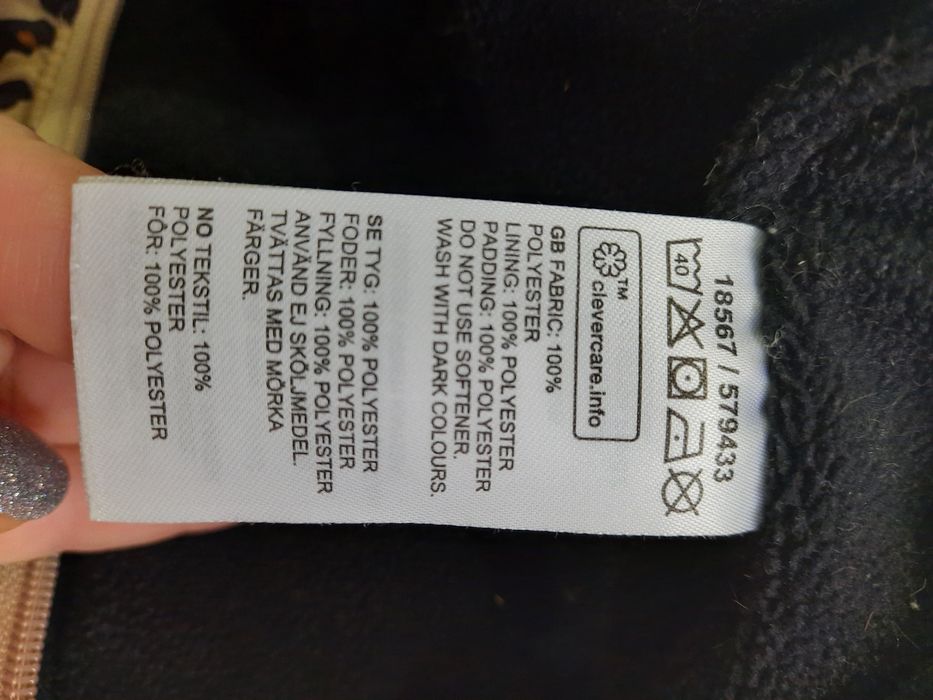 18567 / 579433
40
clevercare.info™
GB FABRIC: 100%
POLYESTER
LINING: 100% POLYESTER
PADDING: 100% POLYESTER
DO NOT USE SOFTENER.
WASH WITH DARK COLOURS.
SE TYG: 100% POLYESTER
FODER: 100% POLYESTER
FYLLNING: 100% POLYESTER
ANVÄND EJ SKÖLJMEDEL.
TVÄTTAS MED MÖRKA
FÄRGER.
NO TEKSTIL: 100%
POLYESTER
FÔR: 100% POLYESTER